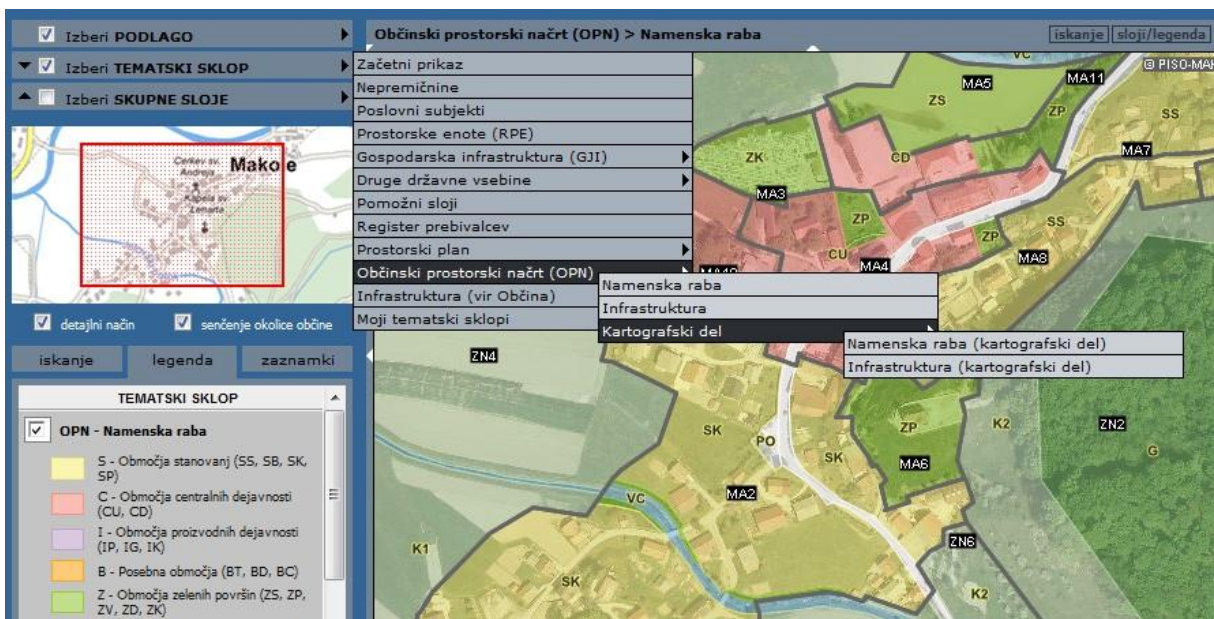 Izberi PODLAGO
Izberi TEMATSKI SKLOP
Izberi SKUPNE SLOJE
Cerkev sv.
Andreja
Makole
Kapela sv.
Lenarta
detajlni način
senčenje okolice občine
iskanje
legenda
zaznamki
TEMATSKI SKLOP
OPN - Namenska raba
S - Območja stanovanj (SS, SB, SK,
SP)
C - Območja centralnih dejavnosti
(CU, CD)
I - Območja proizvodnih dejavnosti
(IP, IG, IK)
B - Posebna območja (BT, BD, BC)
Z - Območja zelenih površin (ZS, ZP,
ZV, ZD, ZK)
Občinski prostorski načrt (OPN) > Namenska raba
iskanje
sloji/legenda
Začetni prikaz
Nepremičnine
Poslovni subjekti
Prostorske enote (RPE)
Gospodarska infrastruktura (GJI)
Druge državne vsebine
Pomožni sloji
Register prebivalcev
Prostorski plan
Občinski prostorski načrt (OPN)
Infrastruktura (vir Občina)
Moji tematski sklopi
Namenska raba
Infrastruktura
Kartografski del
Namenska raba (kartografski del)
Infrastruktura (kartografski del)
VC
© PISO-MAK
MA5
MA11
ZS
ZP
SS
MA7
ZK
CD
MA3
ZP
SS
ZP
CU
MA4
MA8
ZN4
SK
PO
SK
ZP
K2
ZN2
MA6
G
VC
MA2
K1
ZN6
SK
K2